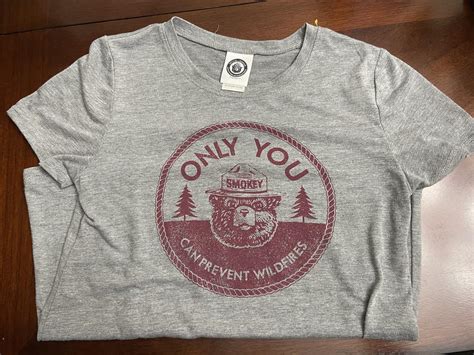 ONLY YOU
SMOKEY
CAN PREVENT WILDFIRES